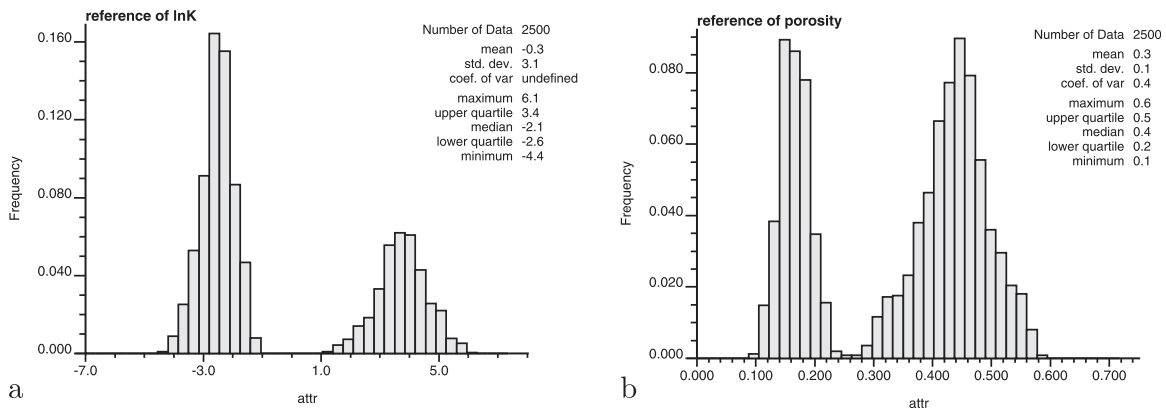 reference of lnK
Number of Data 2500
mean -0.3
std. dev. 3.1
coef. of var undefined
maximum 6.1
upper quartile 3.4
median -2.1
lower quartile -2.6
minimum -4.4
Frequency
0.160
0.120
0.080
0.040
0.000
-7.0 -3.0 1.0 5.0
attr
a
reference of porosity
Number of Data 2500
mean 0.3
std. dev. 0.1
coef. of var 0.4
maximum 0.6
upper quartile 0.5
median 0.4
lower quartile 0.2
minimum 0.1
Frequency
0.080
0.060
0.040
0.020
0.000
0.000 0.100 0.200 0.300 0.400 0.500 0.600 0.700
attr
b